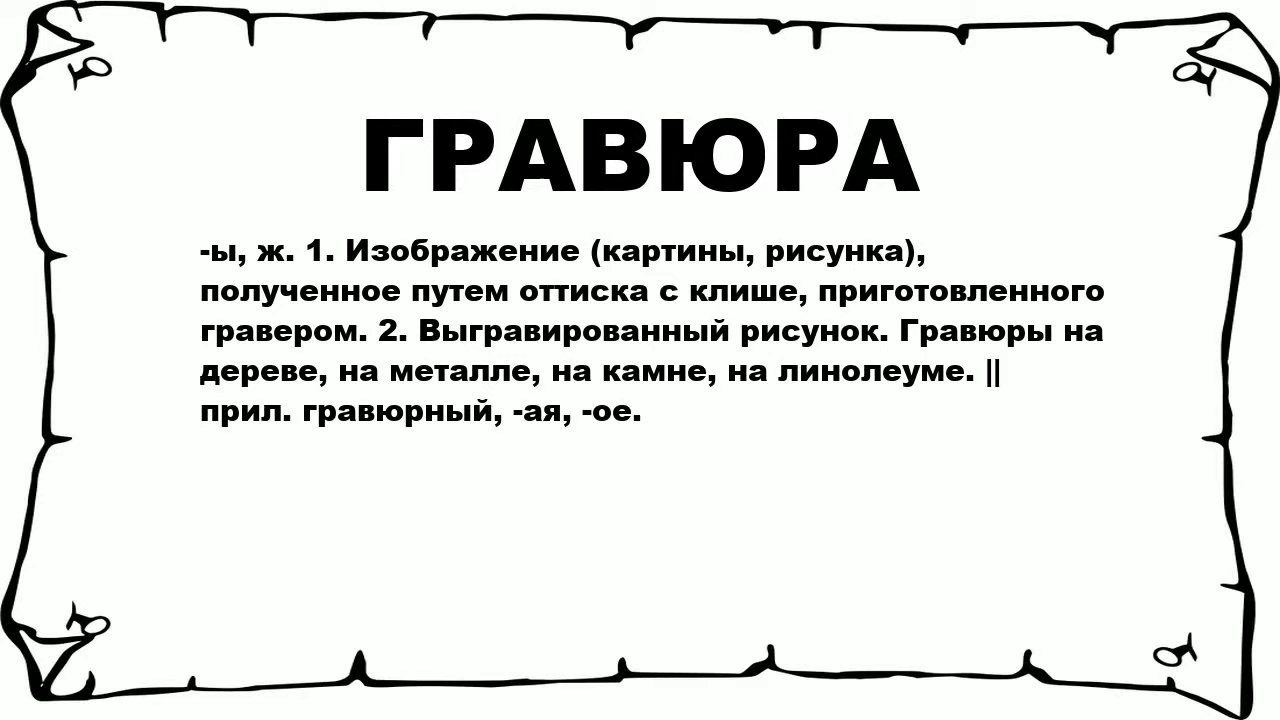 ГРАВЮРА
-ы, ж. 1. Изображение (картины, рисунка),
полученное путем оттиска с клише, приготовленного
гравером. 2. Выгравированный рисунок. Гравюры на
дереве, на металле, на камне, на линолеуме. ||
прил. гравюрный, -ая, -ое.